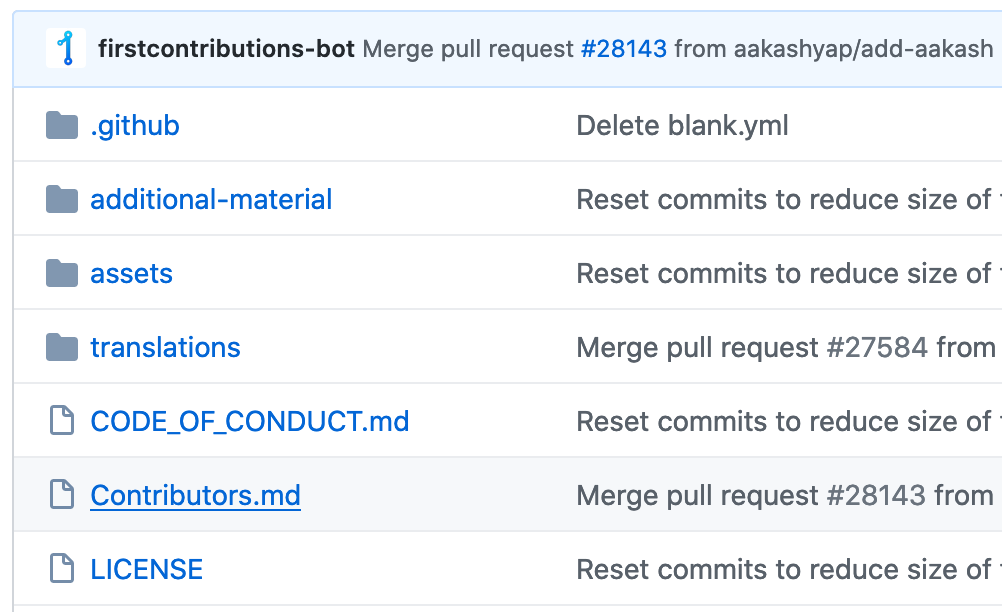 firstcontributions-bot Merge pull request #28143 from aakashyap/add-aakash
.github Delete blank.yml
additional-material Reset commits to reduce size of
assets Reset commits to reduce size of
translations Merge pull request #27584 from
CODE_OF_CONDUCT.md Reset commits to reduce size of
Contributors.md Merge pull request #28143 from
LICENSE Reset commits to reduce size of